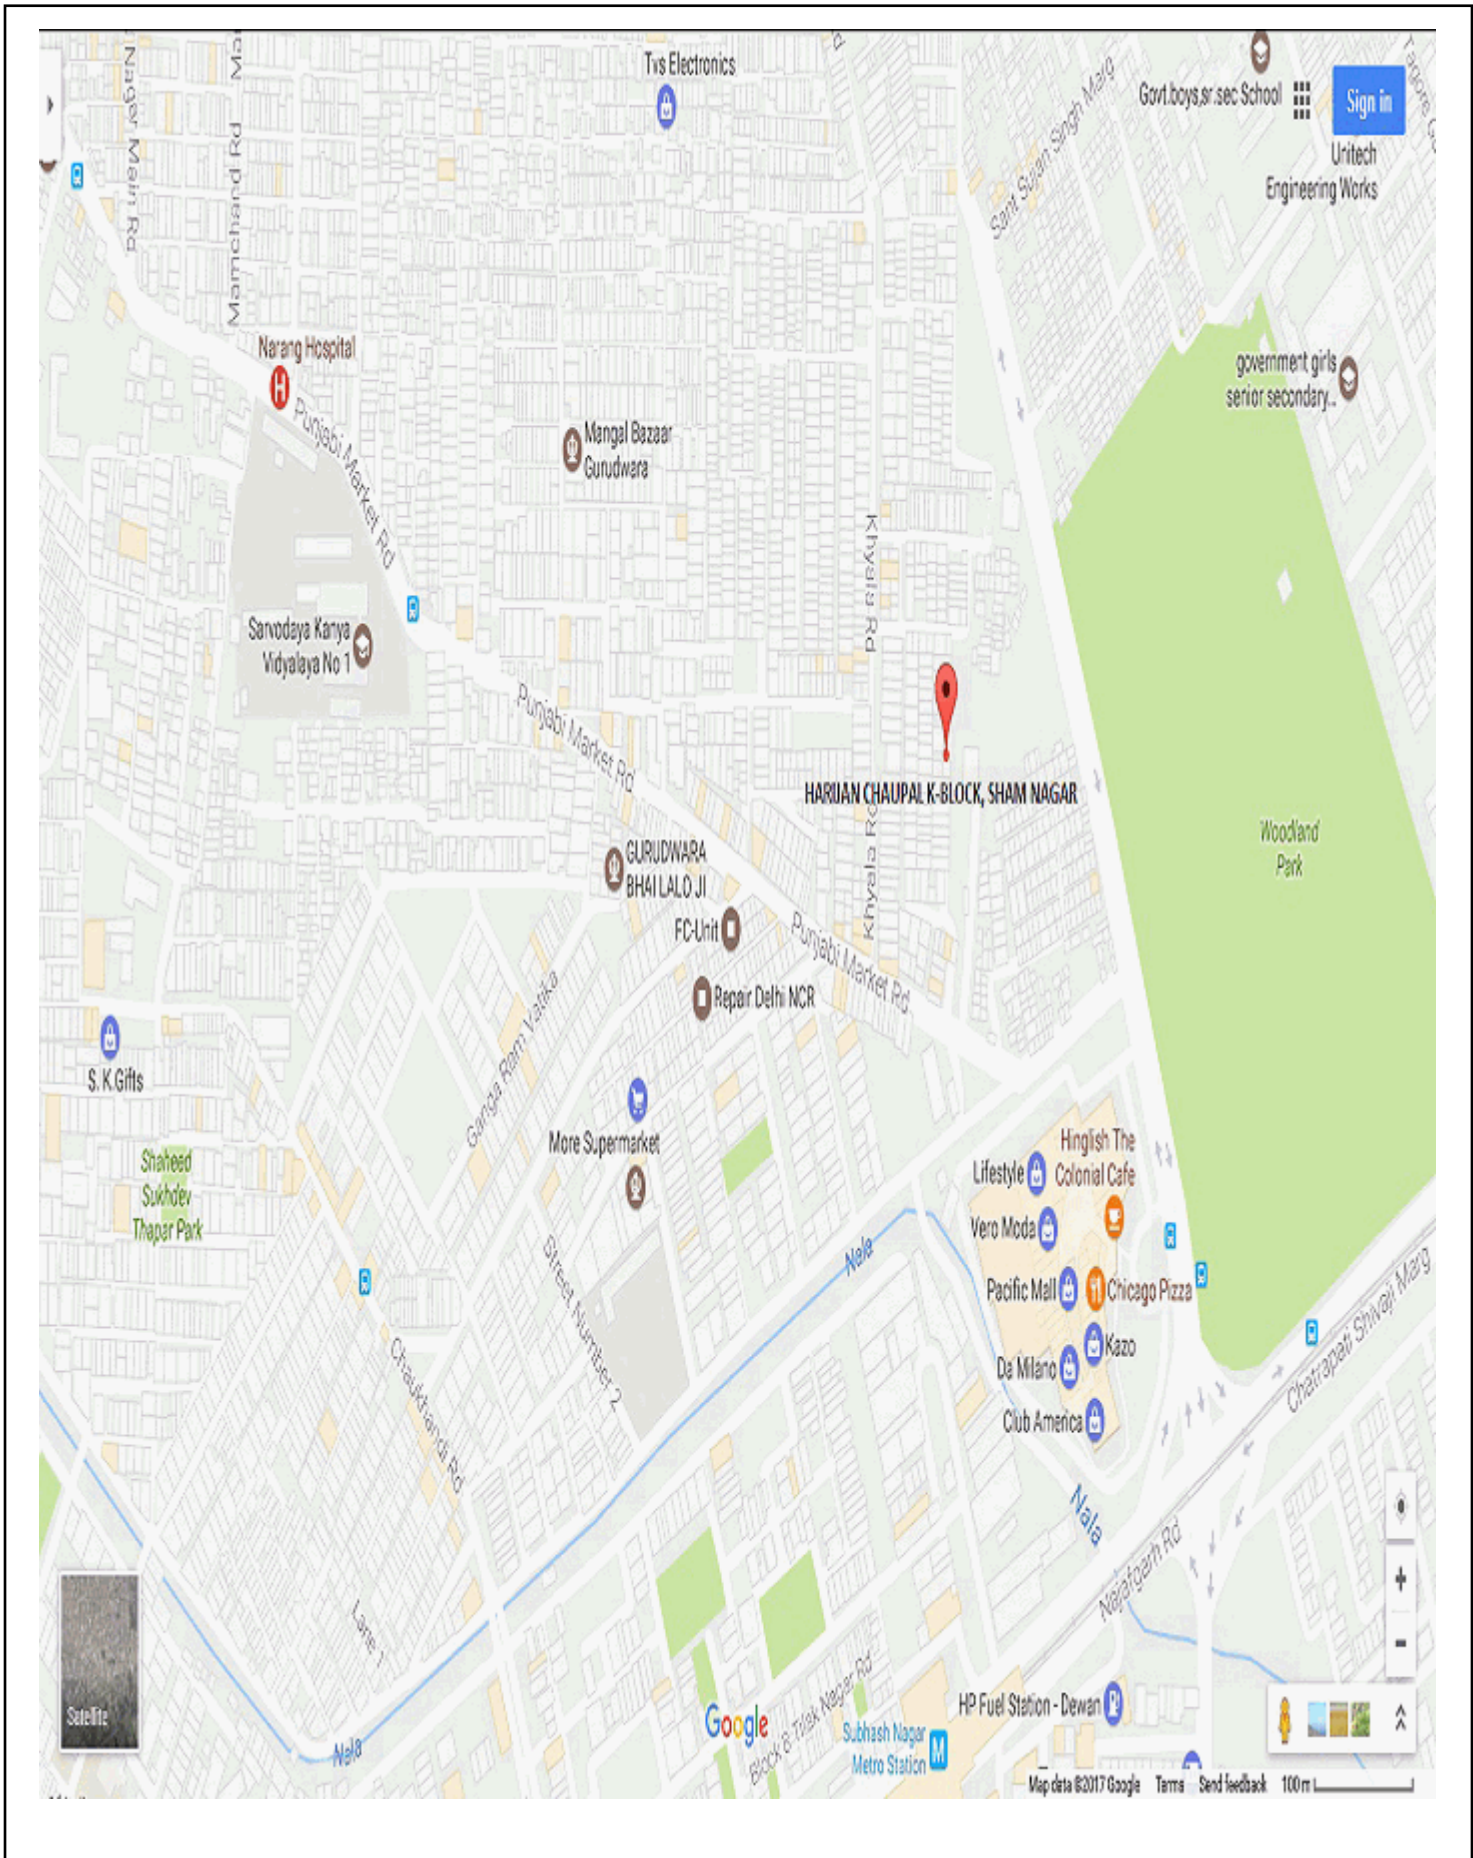 Tvs Electronics
Govt.boys,sr.sec School
Sign in
Unitech
Engineering Works
Nagar Mein Rd
Mamchand Rd
Sant Sujan Singh Marg
Narang Hospital
Punjabi Market Rd
Mangal Bazaar
Gurudwara
government girls
senior secondary...
Khyala Rd
Sarvodaya Kanya
Vidyalaya No 1
Punjabi Market Rd
HARIJAN CHAUPAL K-BLOCK, SHAM NAGAR
Woodland
Park
Khyala Rd
GURUDWARA
BHAI LALO JI
FC-Unit
Punjabi Market Rd
Repair Delhi NCR
Ganga Ram Vatika
S. K.Gifts
More Supermarket
Hinglish The
Colonial Cafe
Lifestyle
Shaheed
Sukhdev
Thapar Park
Vero Moda
Nala
Street Number 2
Pacific Mall
Chicago Pizza
Chatrapati Shivaji Marg
Kazo
Da Milano
Chaukhandi Rd
Club America
Nala
Najafgarh Rd
Lane 1
Satellite
Google
Block 8 Tilak Nagar Rd
HP Fuel Station - Dewan
Subhash Nagar
Metro Station
Nala
Map data ©2017 Google Terms Send feedback 100 m